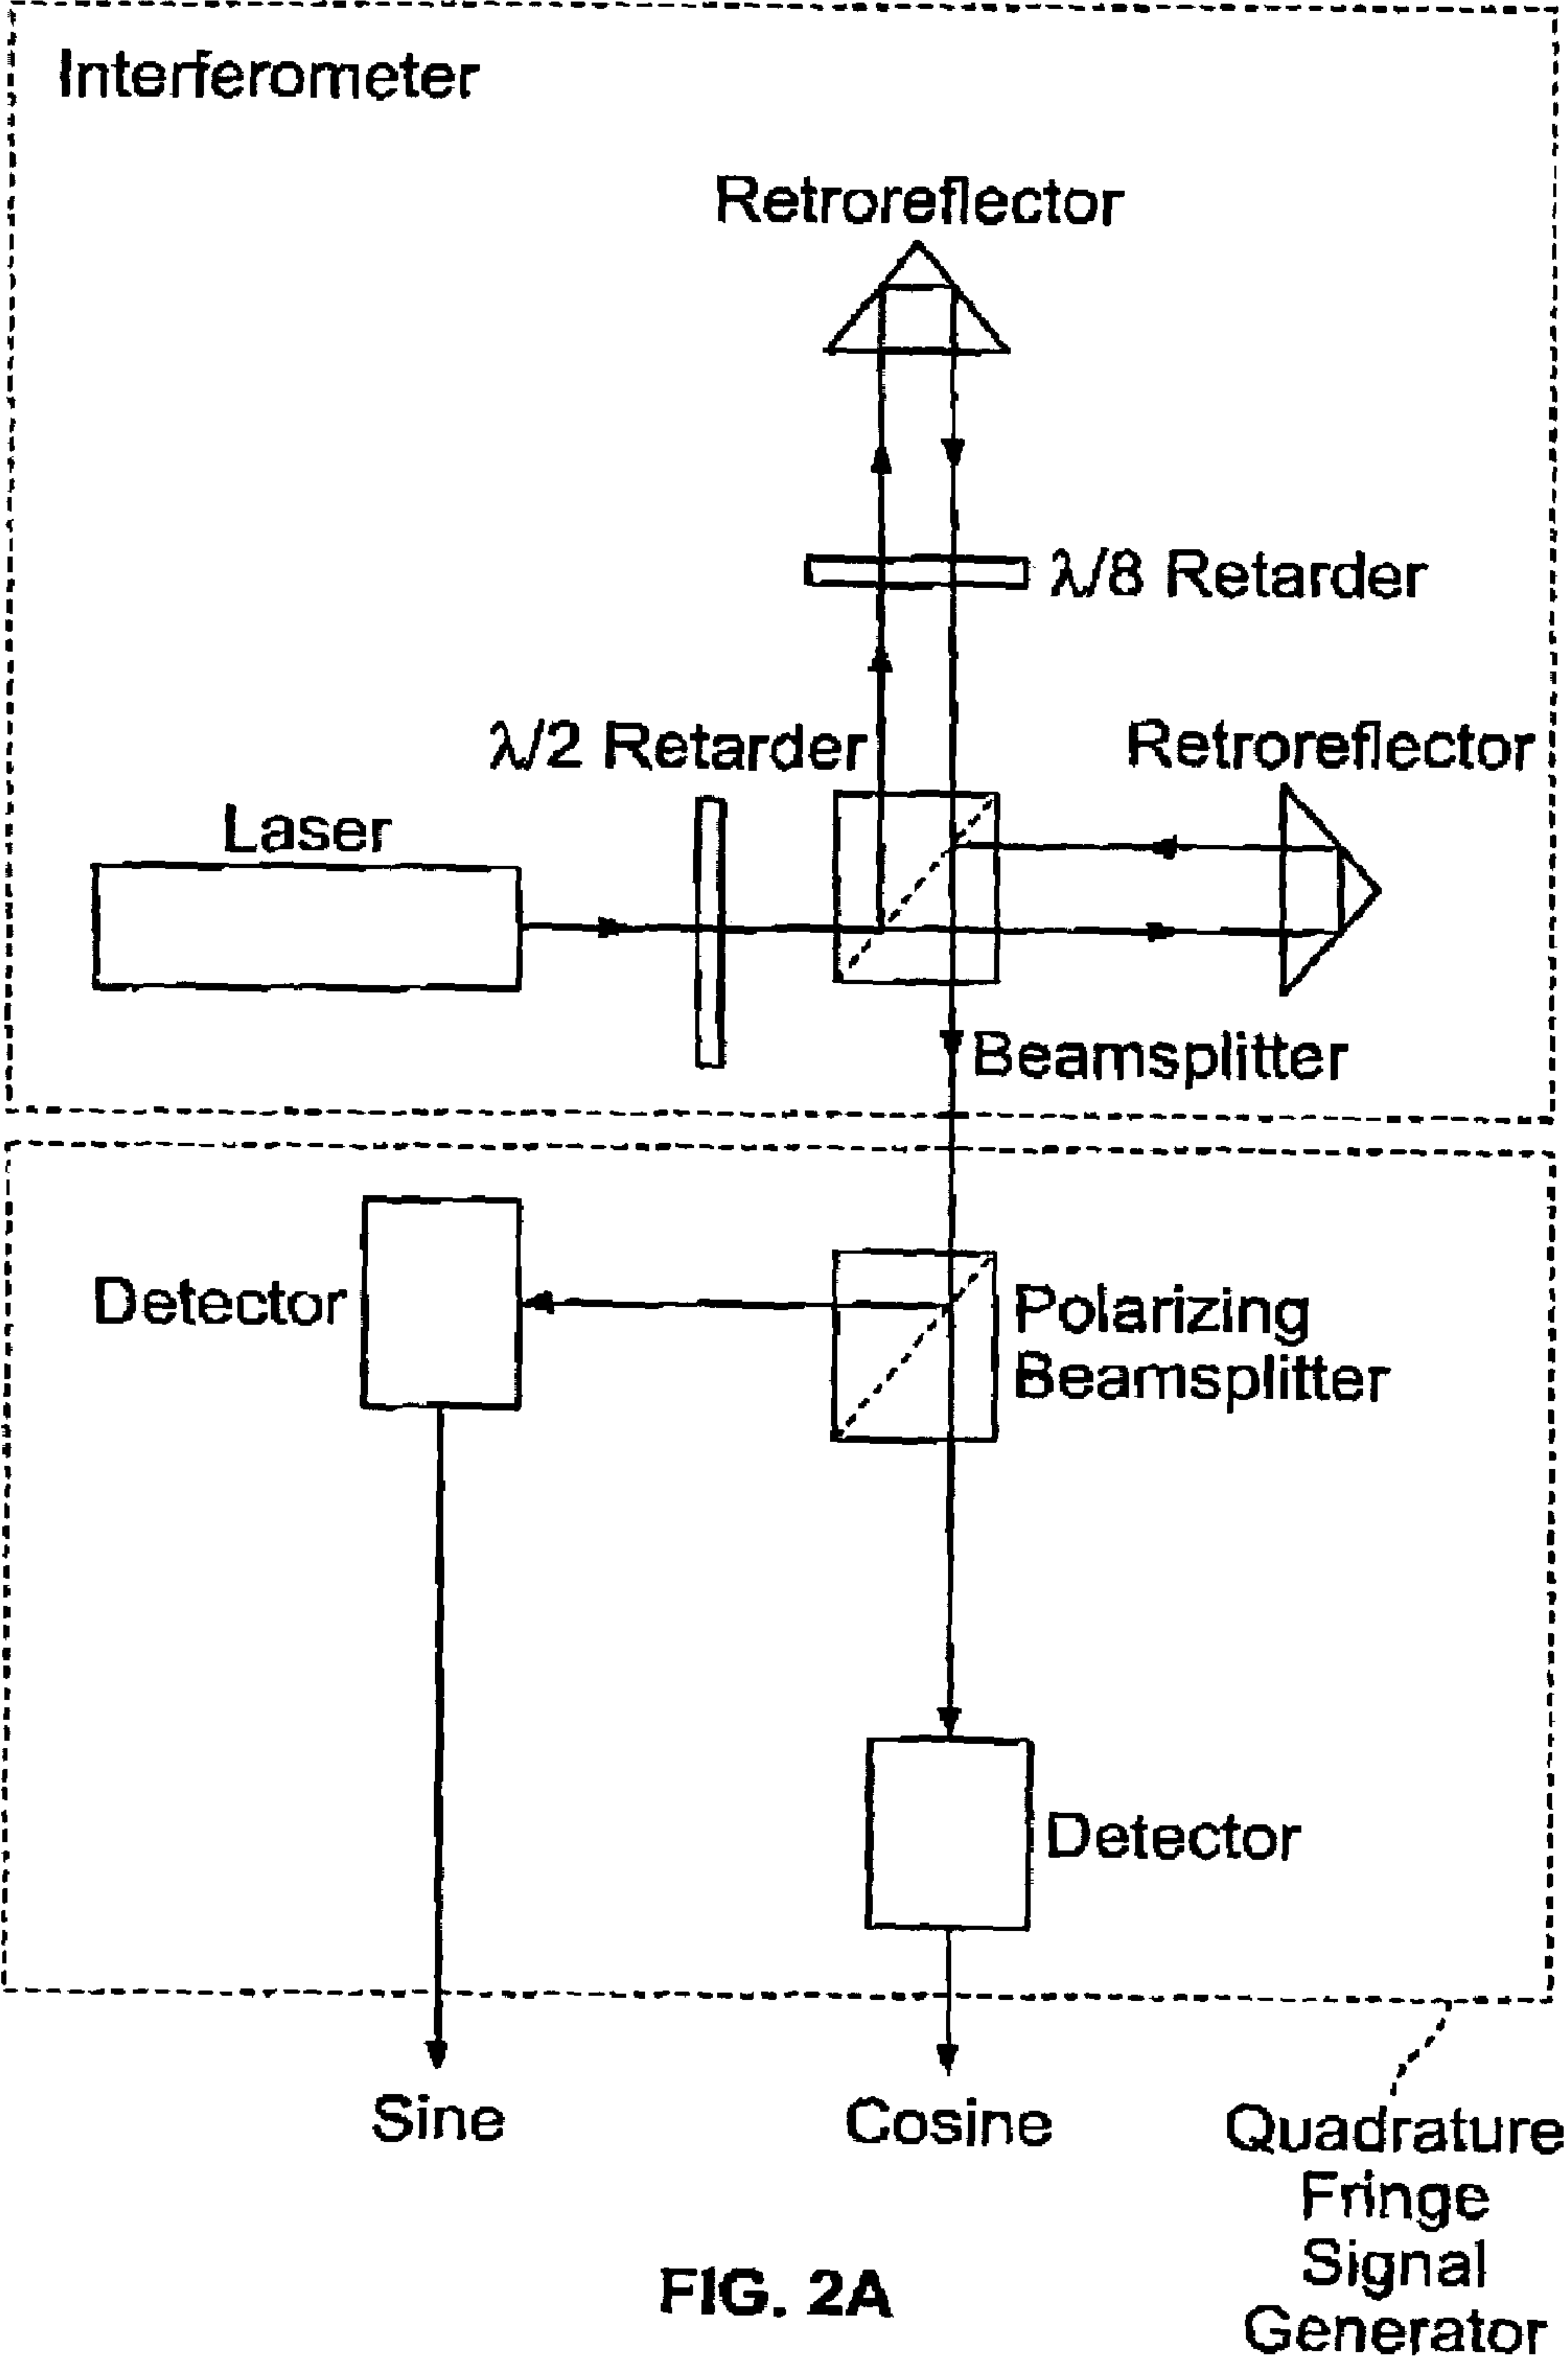 Interferometer
Retroreflector
λ/8 Retarder
λ/2 Retarder
Retroreflector
Laser
Beamsplitter
Detector
Polarizing
Beamsplitter
Detector
Sine
Cosine
Quadrature
Fringe
Signal
Generator
FIG. 2A